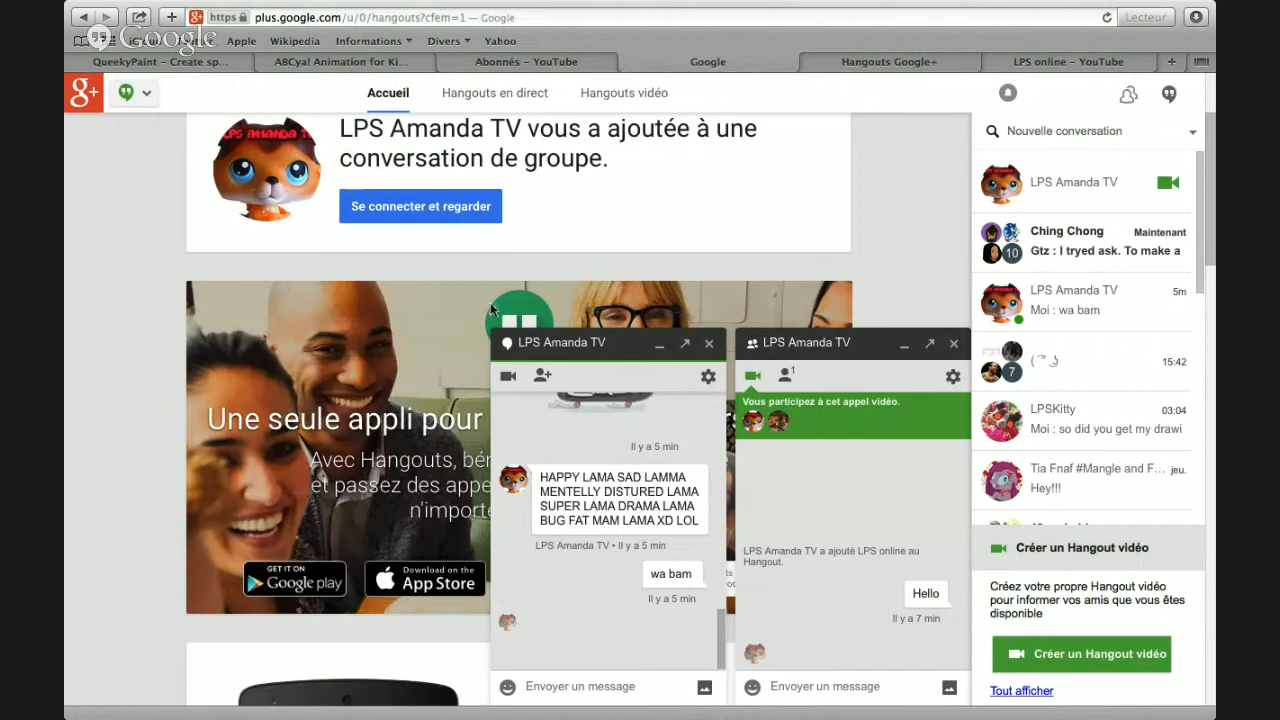 https plus.google.com/u/0/hangouts?cfem=1 — Google
Lecteur
Google
Apple Wikipedia Informations Divers Yahoo
QueekyPaint – Create sp... ABCya! Animation for Ki... Abonnés – YouTube Google Hangouts Google+ LPS online – YouTube
g+ Accueil Hangouts en direct Hangouts vidéo
LPS Amanda TV vous a ajoutée à une
conversation de groupe.
Se connecter et regarder
Une seule appli pour
Avec Hangouts, bén
et passez des appe
n'importe
GET IT ON
Google play
Download on the
App Store
LPS Amanda TV
Il y a 5 min
HAPPY LAMA SAD LAMMA
MENTELLY DISTURED LAMA
SUPER LAMA DRAMA LAMA
BUG FAT MAM LAMA XD LOL
LPS Amanda TV • Il y a 5 min
wa bam
Il y a 5 min
Envoyer un message
LPS Amanda TV
1
Vous participez à cet appel vidéo.
LPS Amanda TV a ajouté LPS online au
Hangout.
Hello
Il y a 7 min
Envoyer un message
Nouvelle conversation
LPS Amanda TV
Ching Chong Maintenant
10 Gtz : I tryed ask. To make a
LPS Amanda TV 5m
Moi : wa bam
15:42
7
LPSKitty 03:04
Moi : so did you get my drawi
Tia Fnaf #Mangle and F... jeu.
Hey!!!
Créer un Hangout vidéo
Créez votre propre Hangout vidéo
pour informer vos amis que vous êtes
disponible
Créer un Hangout vidéo
Tout afficher